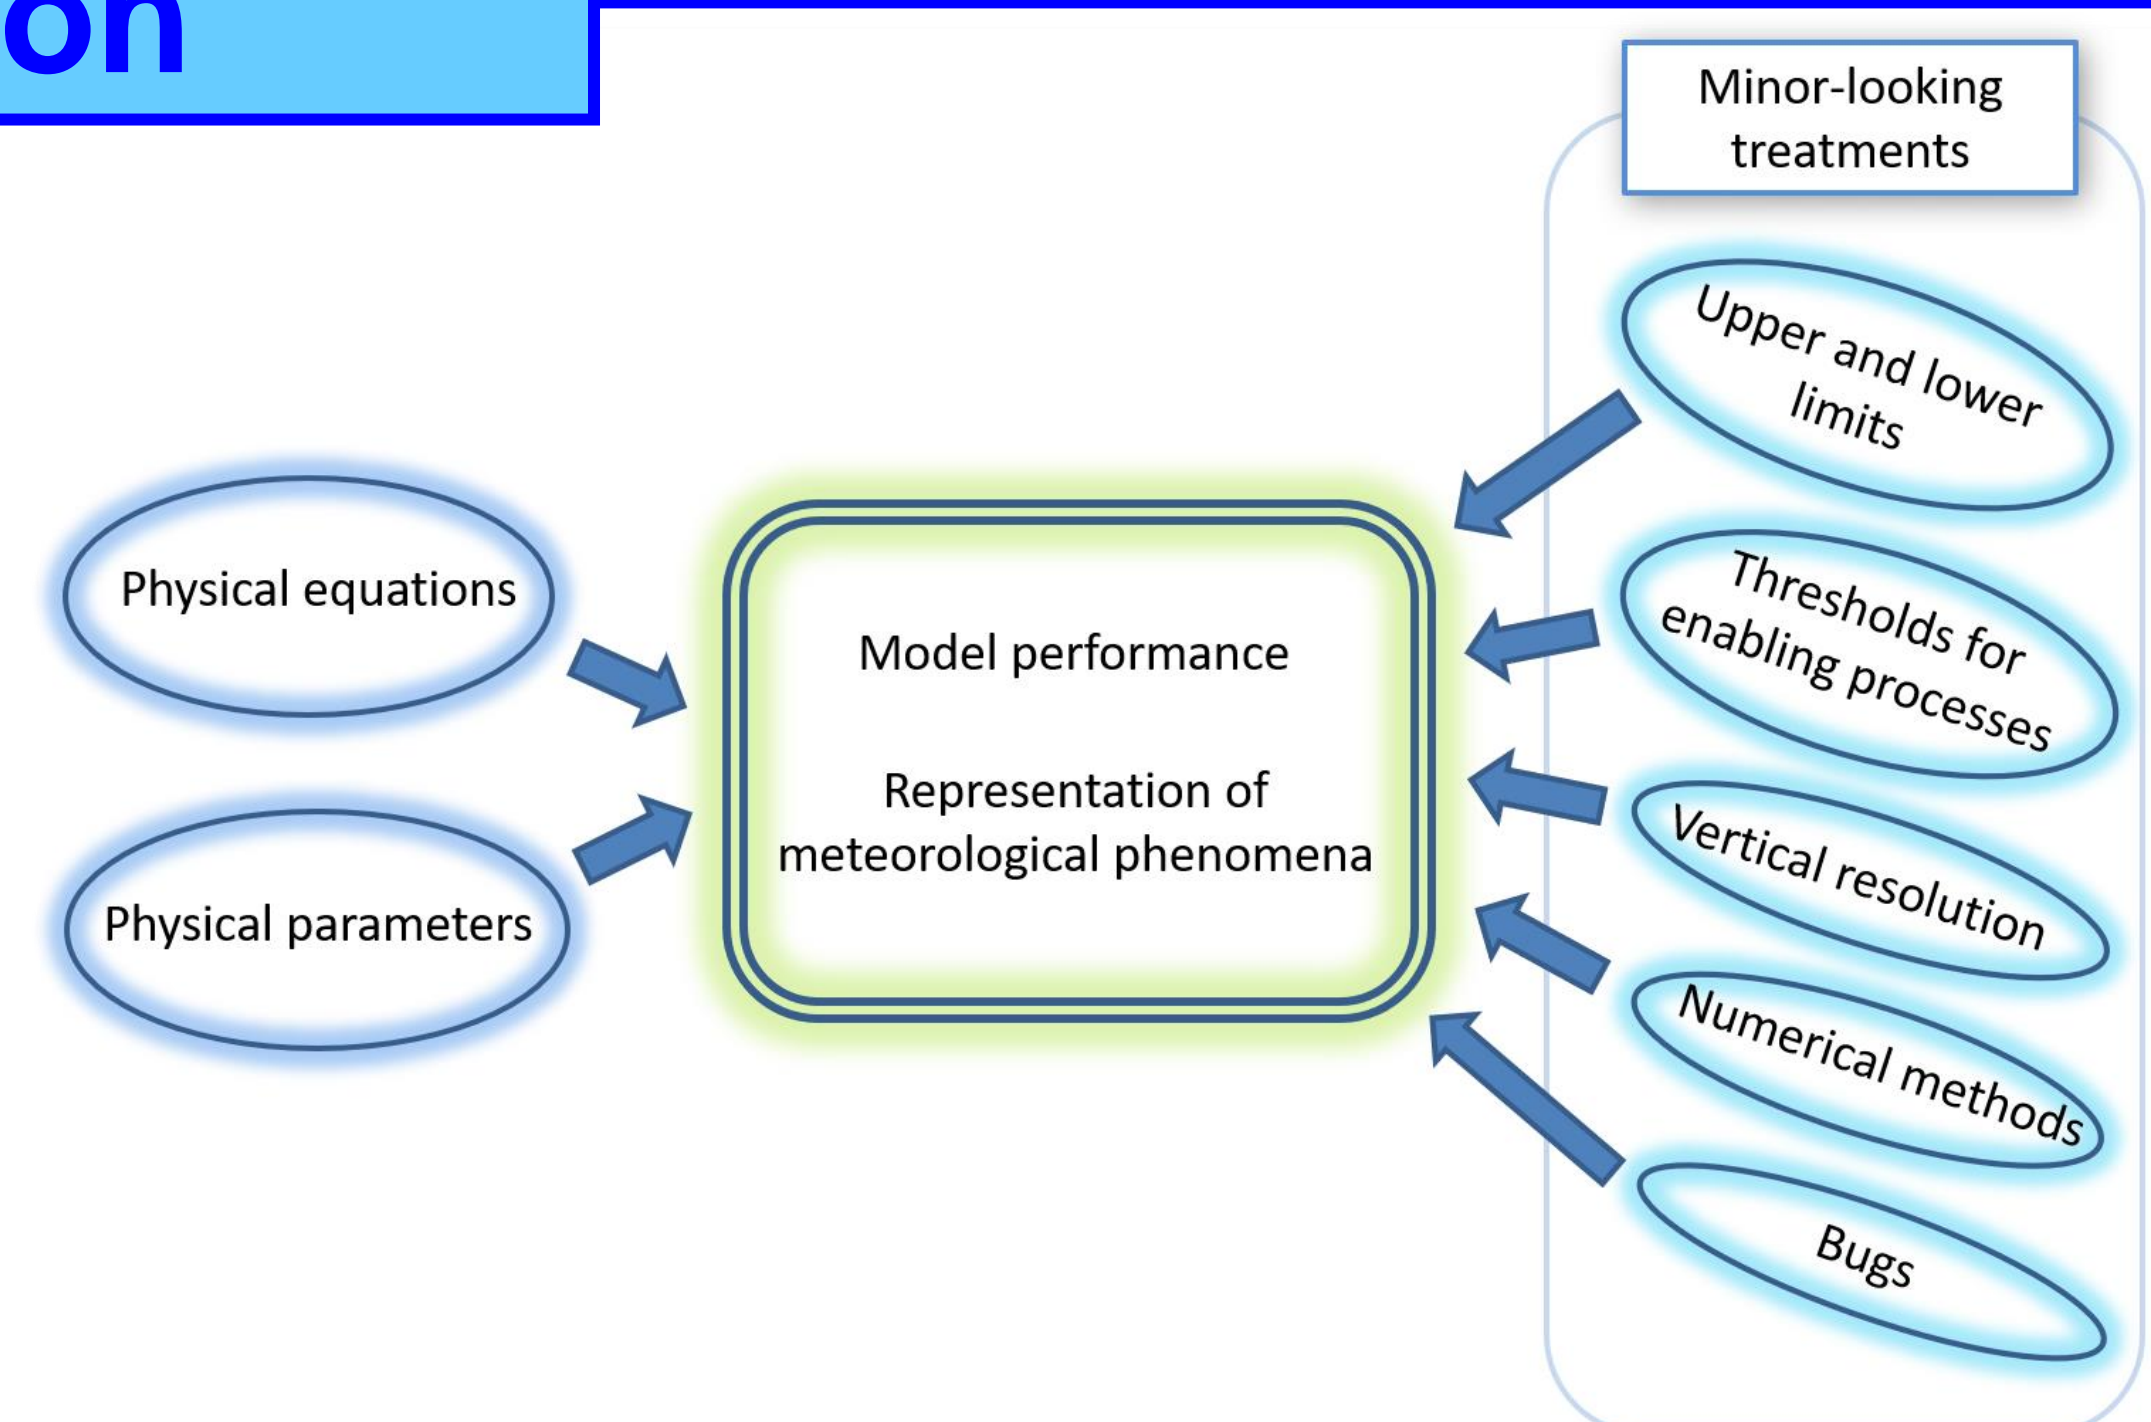 on
Minor-looking
treatments
Upper and lower
limits
Thresholds for
enabling processes
Vertical resolution
Numerical methods
Bugs
Physical equations
Physical parameters
Model performance
Representation of
meteorological phenomena